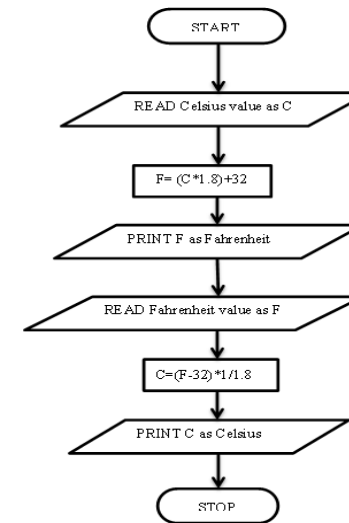 START
READ Celsius value as C
F= (C*1.8)+32
PRINT F as Fahrenheit
READ Fahrenheit value as F
C=(F-32)*1/1.8
PRINT C as Celsius
STOP